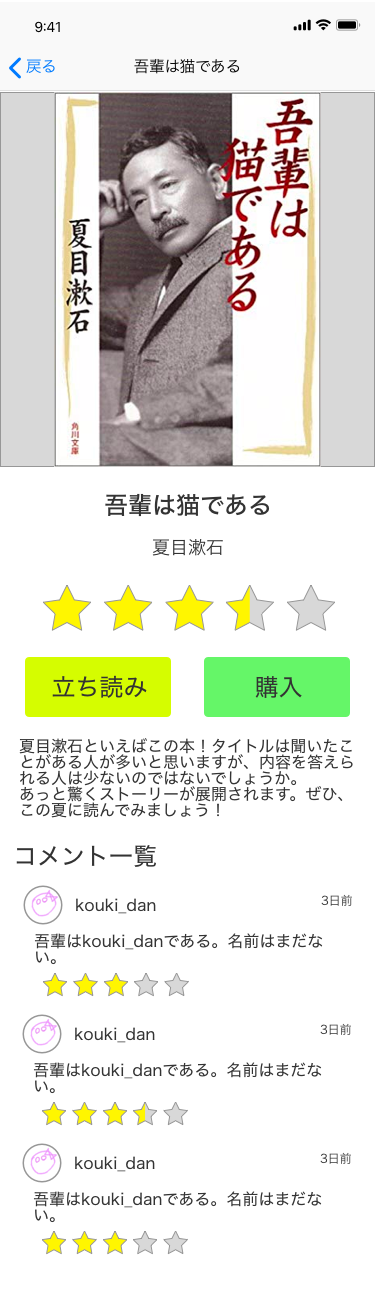 9:41
戻る
吾輩は猫である
吾輩は
猫である
夏目漱石
角川文庫
吾輩は猫である
夏目漱石
立ち読み
購入
夏目漱石といえばこの本！タイトルは聞いたこ
とがある人が多いと思いますが、内容を答えら
れる人は少ないのではないでしょうか。
あっと驚くストーリーが展開されます。ぜひ、
この夏に読んでみましょう！
コメント一覧
kouki_dan
3日前
吾輩はkouki_danである。名前はまだな
い。
kouki_dan
3日前
吾輩はkouki_danである。名前はまだな
い。
kouki_dan
3日前
吾輩はkouki_danである。名前はまだな
い。